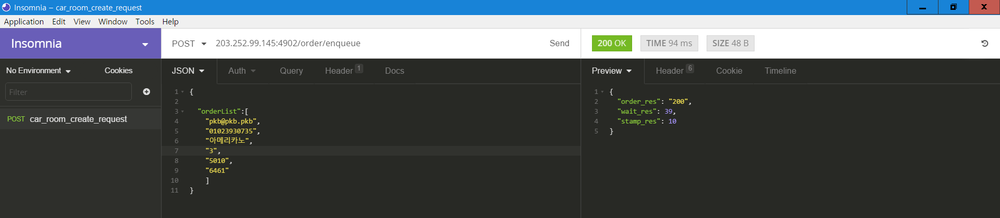 Insomnia – car_room_create_request
Application Edit View Window Tools Help
Insomnia
POST 203.252.99.145:4902/order/enqueue Send
200 OK TIME 94 ms SIZE 48 B
No Environment Cookies
JSON Auth Query Header 1 Docs
Preview Header 6 Cookie Timeline
Filter
POST car_room_create_request
1 {
2
3 "orderList":[
4 "pkb@pkb.pkb",
5 "01023930735",
6 "아메리카노",
7 "3",
8 "5010",
9 "6461"
10 ]
11 }
1 {
2 "order_res": "200",
3 "wait_res": 39,
4 "stamp_res": 10
5 }